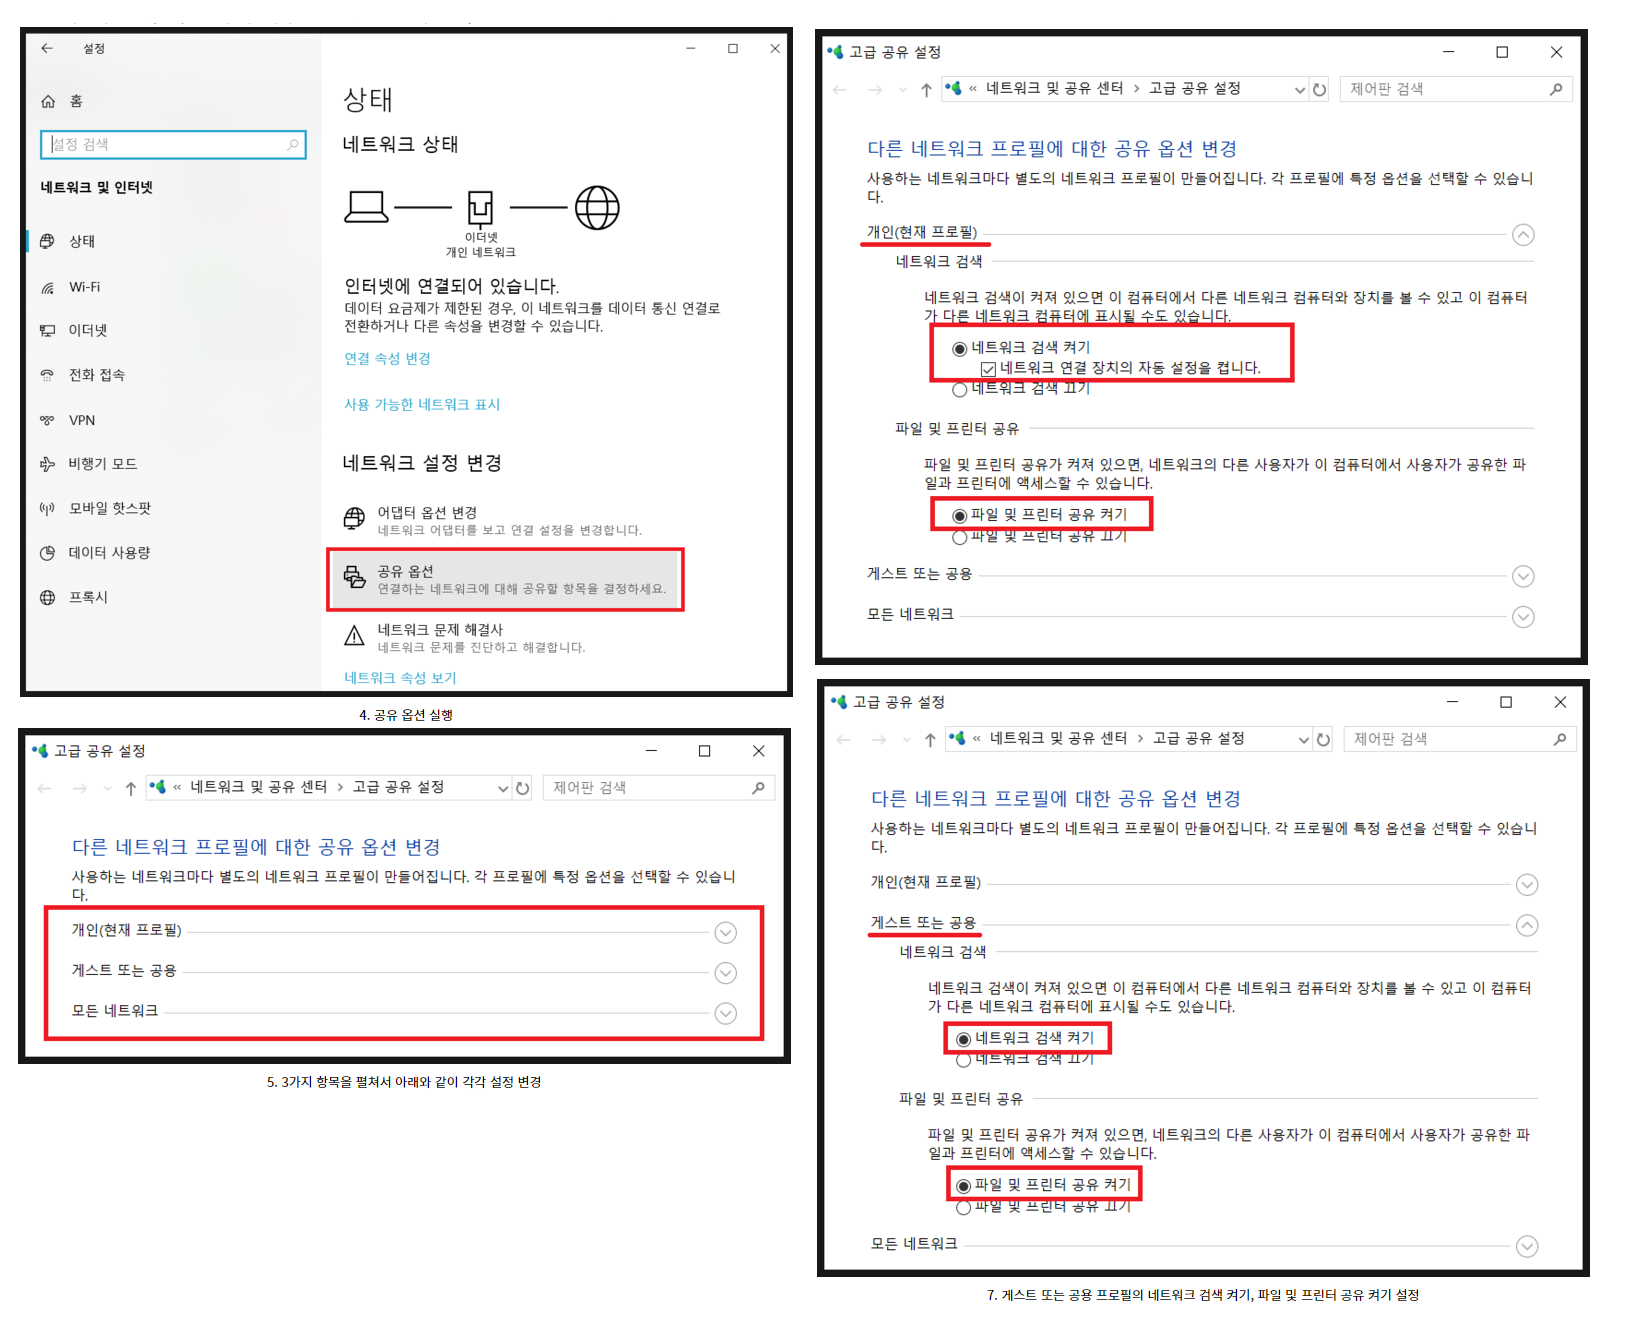 설정
홈
설정 검색
네트워크 및 인터넷
상태
Wi-Fi
이더넷
전화 접속
VPN
비행기 모드
모바일 핫스팟
데이터 사용량
프록시
상태
네트워크 상태
이더넷
개인 네트워크
인터넷에 연결되어 있습니다.
데이터 요금제가 제한된 경우, 이 네트워크를 데이터 통신 연결로
전환하거나 다른 속성을 변경할 수 있습니다.
연결 속성 변경
사용 가능한 네트워크 표시
네트워크 설정 변경
어댑터 옵션 변경
네트워크 어댑터를 보고 연결 설정을 변경합니다.
공유 옵션
연결하는 네트워크에 대해 공유할 항목을 결정하세요.
네트워크 문제 해결사
네트워크 문제를 진단하고 해결합니다.
네트워크 속성 보기
4. 공유 옵션 실행
고급 공유 설정
« 네트워크 및 공유 센터 › 고급 공유 설정
제어판 검색
다른 네트워크 프로필에 대한 공유 옵션 변경
사용하는 네트워크마다 별도의 네트워크 프로필이 만들어집니다. 각 프로필에 특정 옵션을 선택할 수 있습니
다.
개인(현재 프로필)
게스트 또는 공용
모든 네트워크
5. 3가지 항목을 펼쳐서 아래와 같이 각각 설정 변경
고급 공유 설정
« 네트워크 및 공유 센터 › 고급 공유 설정
제어판 검색
다른 네트워크 프로필에 대한 공유 옵션 변경
사용하는 네트워크마다 별도의 네트워크 프로필이 만들어집니다. 각 프로필에 특정 옵션을 선택할 수 있습니
다.
개인(현재 프로필)
네트워크 검색
네트워크 검색이 켜져 있으면 이 컴퓨터에서 다른 네트워크 컴퓨터와 장치를 볼 수 있고 이 컴퓨터
가 다른 네트워크 컴퓨터에 표시될 수도 있습니다.
네트워크 검색 켜기
네트워크 연결 장치의 자동 설정을 켭니다.
네트워크 검색 끄기
파일 및 프린터 공유
파일 및 프린터 공유가 켜져 있으면, 네트워크의 다른 사용자가 이 컴퓨터에서 사용자가 공유한 파
일과 프린터에 액세스할 수 있습니다.
파일 및 프린터 공유 켜기
파일 및 프린터 공유 끄기
게스트 또는 공용
모든 네트워크
고급 공유 설정
« 네트워크 및 공유 센터 › 고급 공유 설정
제어판 검색
다른 네트워크 프로필에 대한 공유 옵션 변경
사용하는 네트워크마다 별도의 네트워크 프로필이 만들어집니다. 각 프로필에 특정 옵션을 선택할 수 있습니
다.
개인(현재 프로필)
게스트 또는 공용
네트워크 검색
네트워크 검색이 켜져 있으면 이 컴퓨터에서 다른 네트워크 컴퓨터와 장치를 볼 수 있고 이 컴퓨터
가 다른 네트워크 컴퓨터에 표시될 수도 있습니다.
네트워크 검색 켜기
네트워크 검색 끄기
파일 및 프린터 공유
파일 및 프린터 공유가 켜져 있으면, 네트워크의 다른 사용자가 이 컴퓨터에서 사용자가 공유한 파
일과 프린터에 액세스할 수 있습니다.
파일 및 프린터 공유 켜기
파일 및 프린터 공유 끄기
모든 네트워크
7. 게스트 또는 공용 프로필의 네트워크 검색 켜기, 파일 및 프린터 공유 켜기 설정